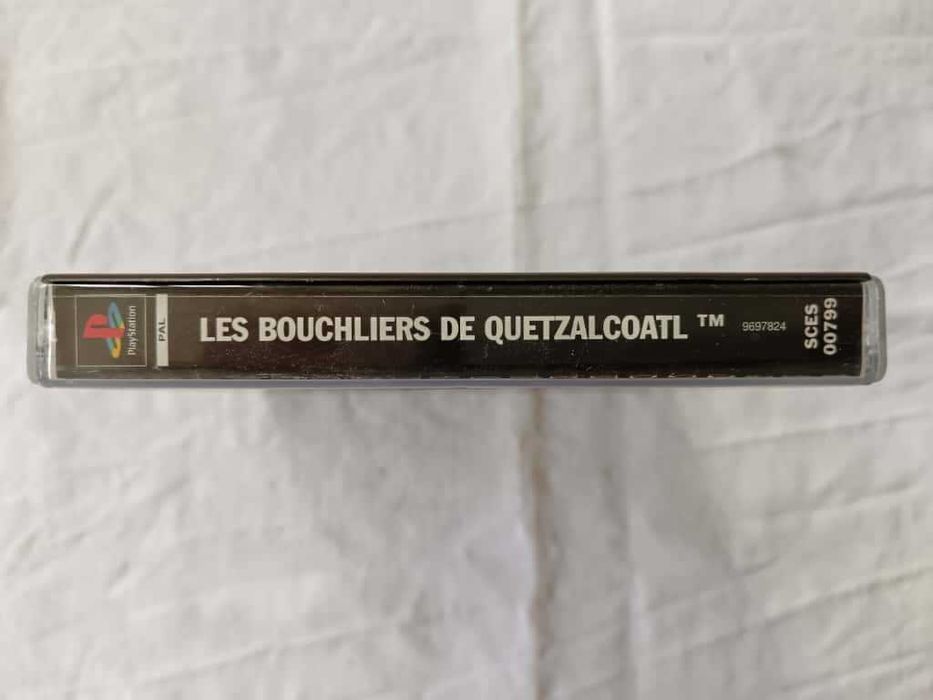 PlayStation
PAL
LES BOUCHLIERS DE QUETZALCOATL ™
9697824
SCES
00799